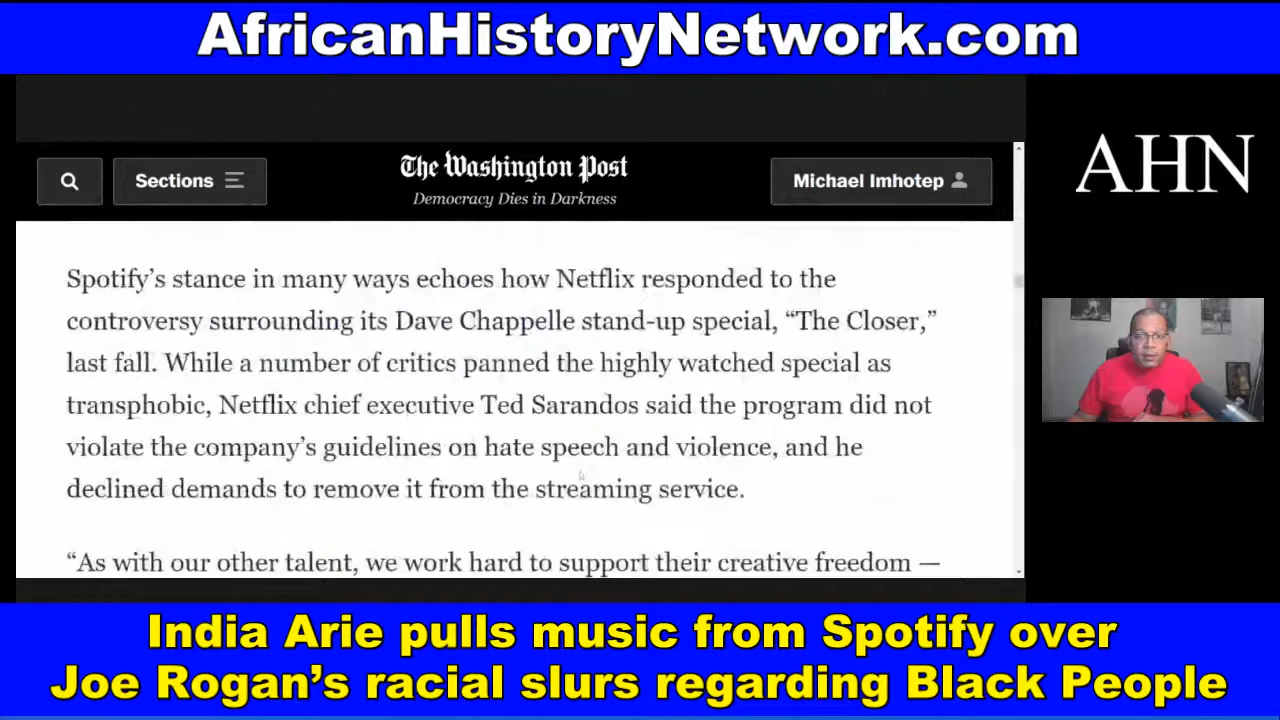 AfricanHistoryNetwork.com
AHN
Sections
The Washington Post
Democracy Dies in Darkness
Michael Imhotep
Spotify’s stance in many ways echoes how Netflix responded to the
controversy surrounding its Dave Chappelle stand-up special, “The Closer,”
last fall. While a number of critics panned the highly watched special as
transphobic, Netflix chief executive Ted Sarandos said the program did not
violate the company’s guidelines on hate speech and violence, and he
declined demands to remove it from the streaming service.
“As with our other talent, we work hard to support their creative freedom —
India Arie pulls music from Spotify over
Joe Rogan’s racial slurs regarding Black People